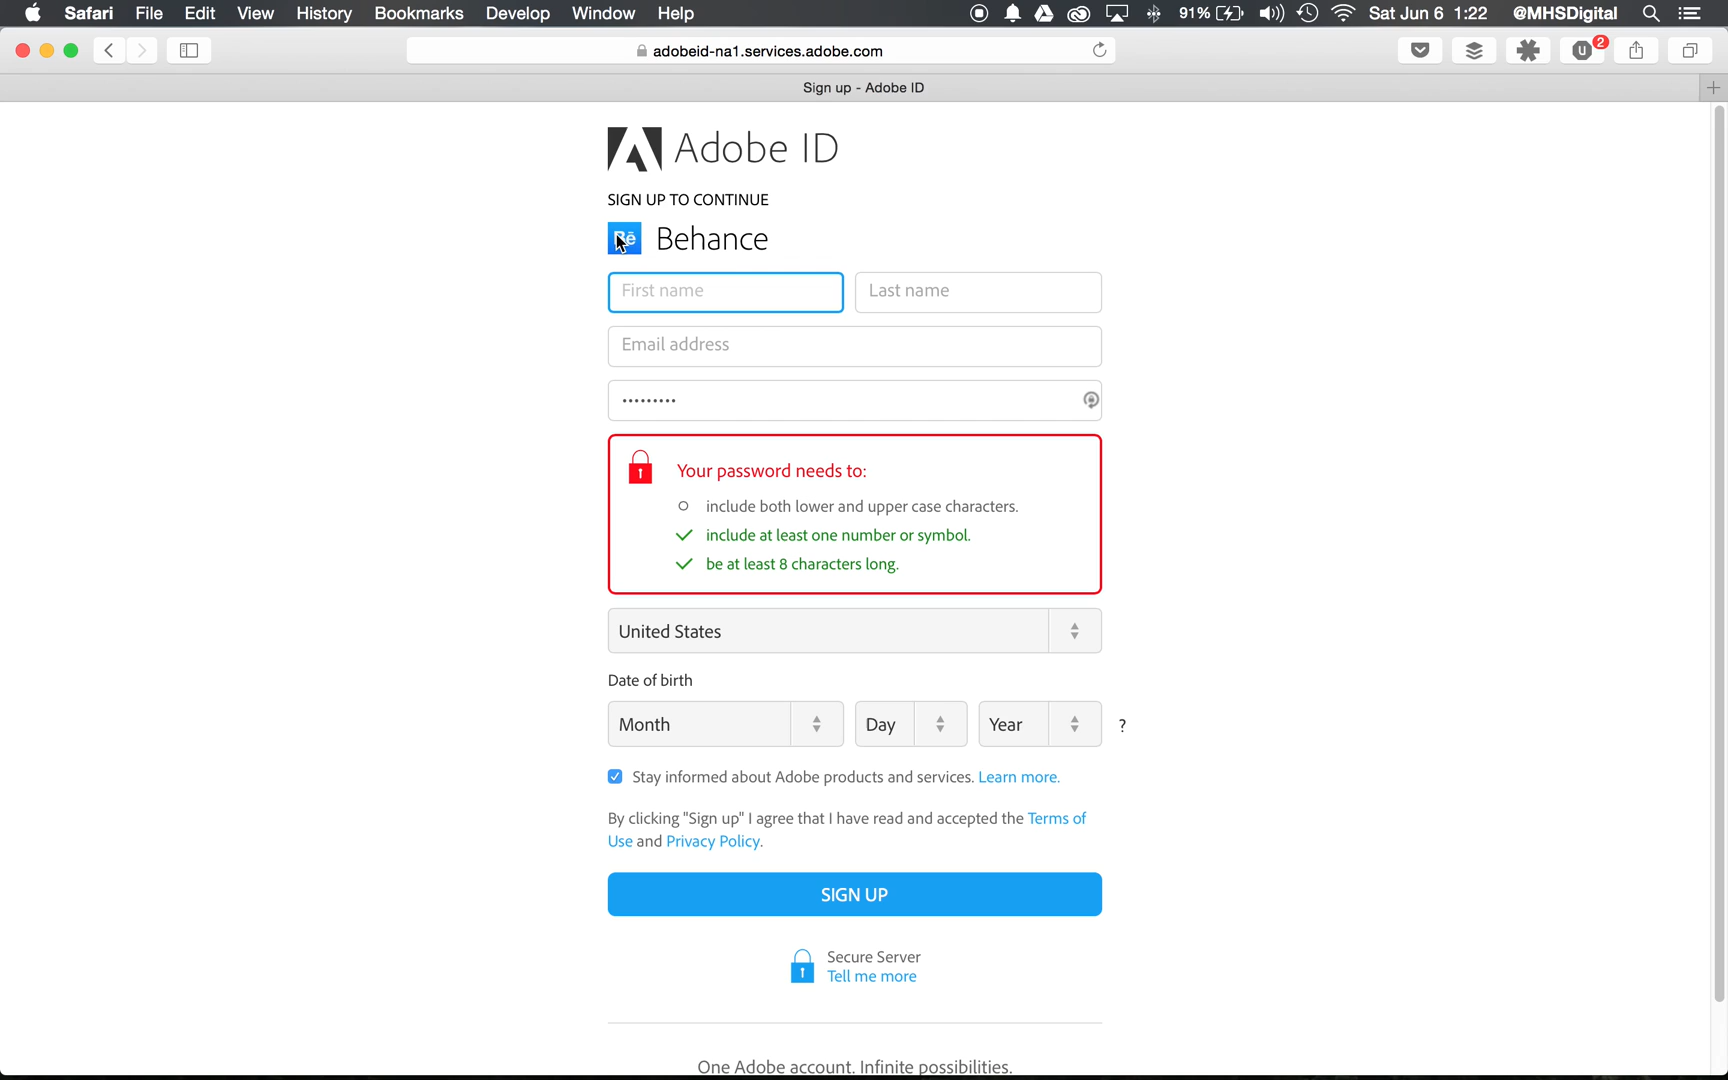 Safari File Edit View History Bookmarks Develop Window Help 91% Sat Jun 6 1:22 @MHSDigital
adobeid-na1.services.adobe.com
u 2
Sign up - Adobe ID
Adobe ID
SIGN UP TO CONTINUE
Bē Behance
First name Last name
Email address
•••••••••
Your password needs to:
include both lower and upper case characters.
include at least one number or symbol.
be at least 8 characters long.
United States
Date of birth
Month Day Year ?
Stay informed about Adobe products and services. Learn more.
By clicking "Sign up" I agree that I have read and accepted the Terms of
Use and Privacy Policy.
SIGN UP
Secure Server
Tell me more
One Adobe account. Infinite possibilities.